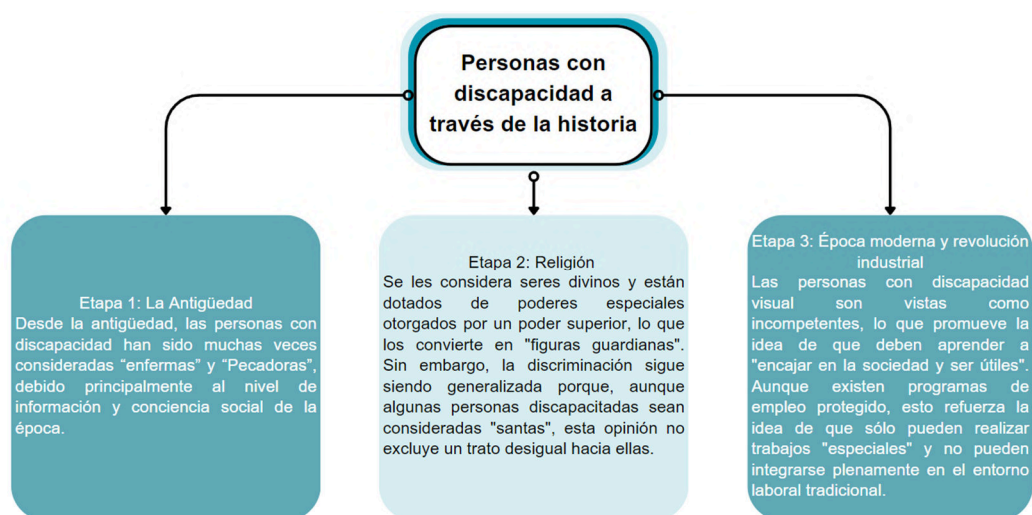 Personas con
discapacidad a
través de la historia
Etapa 1: La Antigüedad
Desde la antigüedad, las personas con
discapacidad han sido muchas veces
consideradas “enfermas” y “Pecadoras”,
debido principalmente al nivel de
información y conciencia social de la
época.
Etapa 2: Religión
Se les considera seres divinos y están
dotados de poderes especiales
otorgados por un poder superior, lo que
los convierte en "figuras guardianas".
Sin embargo, la discriminación sigue
siendo generalizada porque, aunque
algunas personas discapacitadas sean
consideradas "santas", esta opinión no
excluye un trato desigual hacia ellas.
Etapa 3: Época moderna y revolución
industrial
Las personas con discapacidad
visual son vistas como
incompetentes, lo que promueve la
idea de que deben aprender a
"encajar en la sociedad y ser útiles".
Aunque existen programas de
empleo protegido, esto refuerza la
idea de que sólo pueden realizar
trabajos "especiales" y no pueden
integrarse plenamente en el entorno
laboral tradicional.